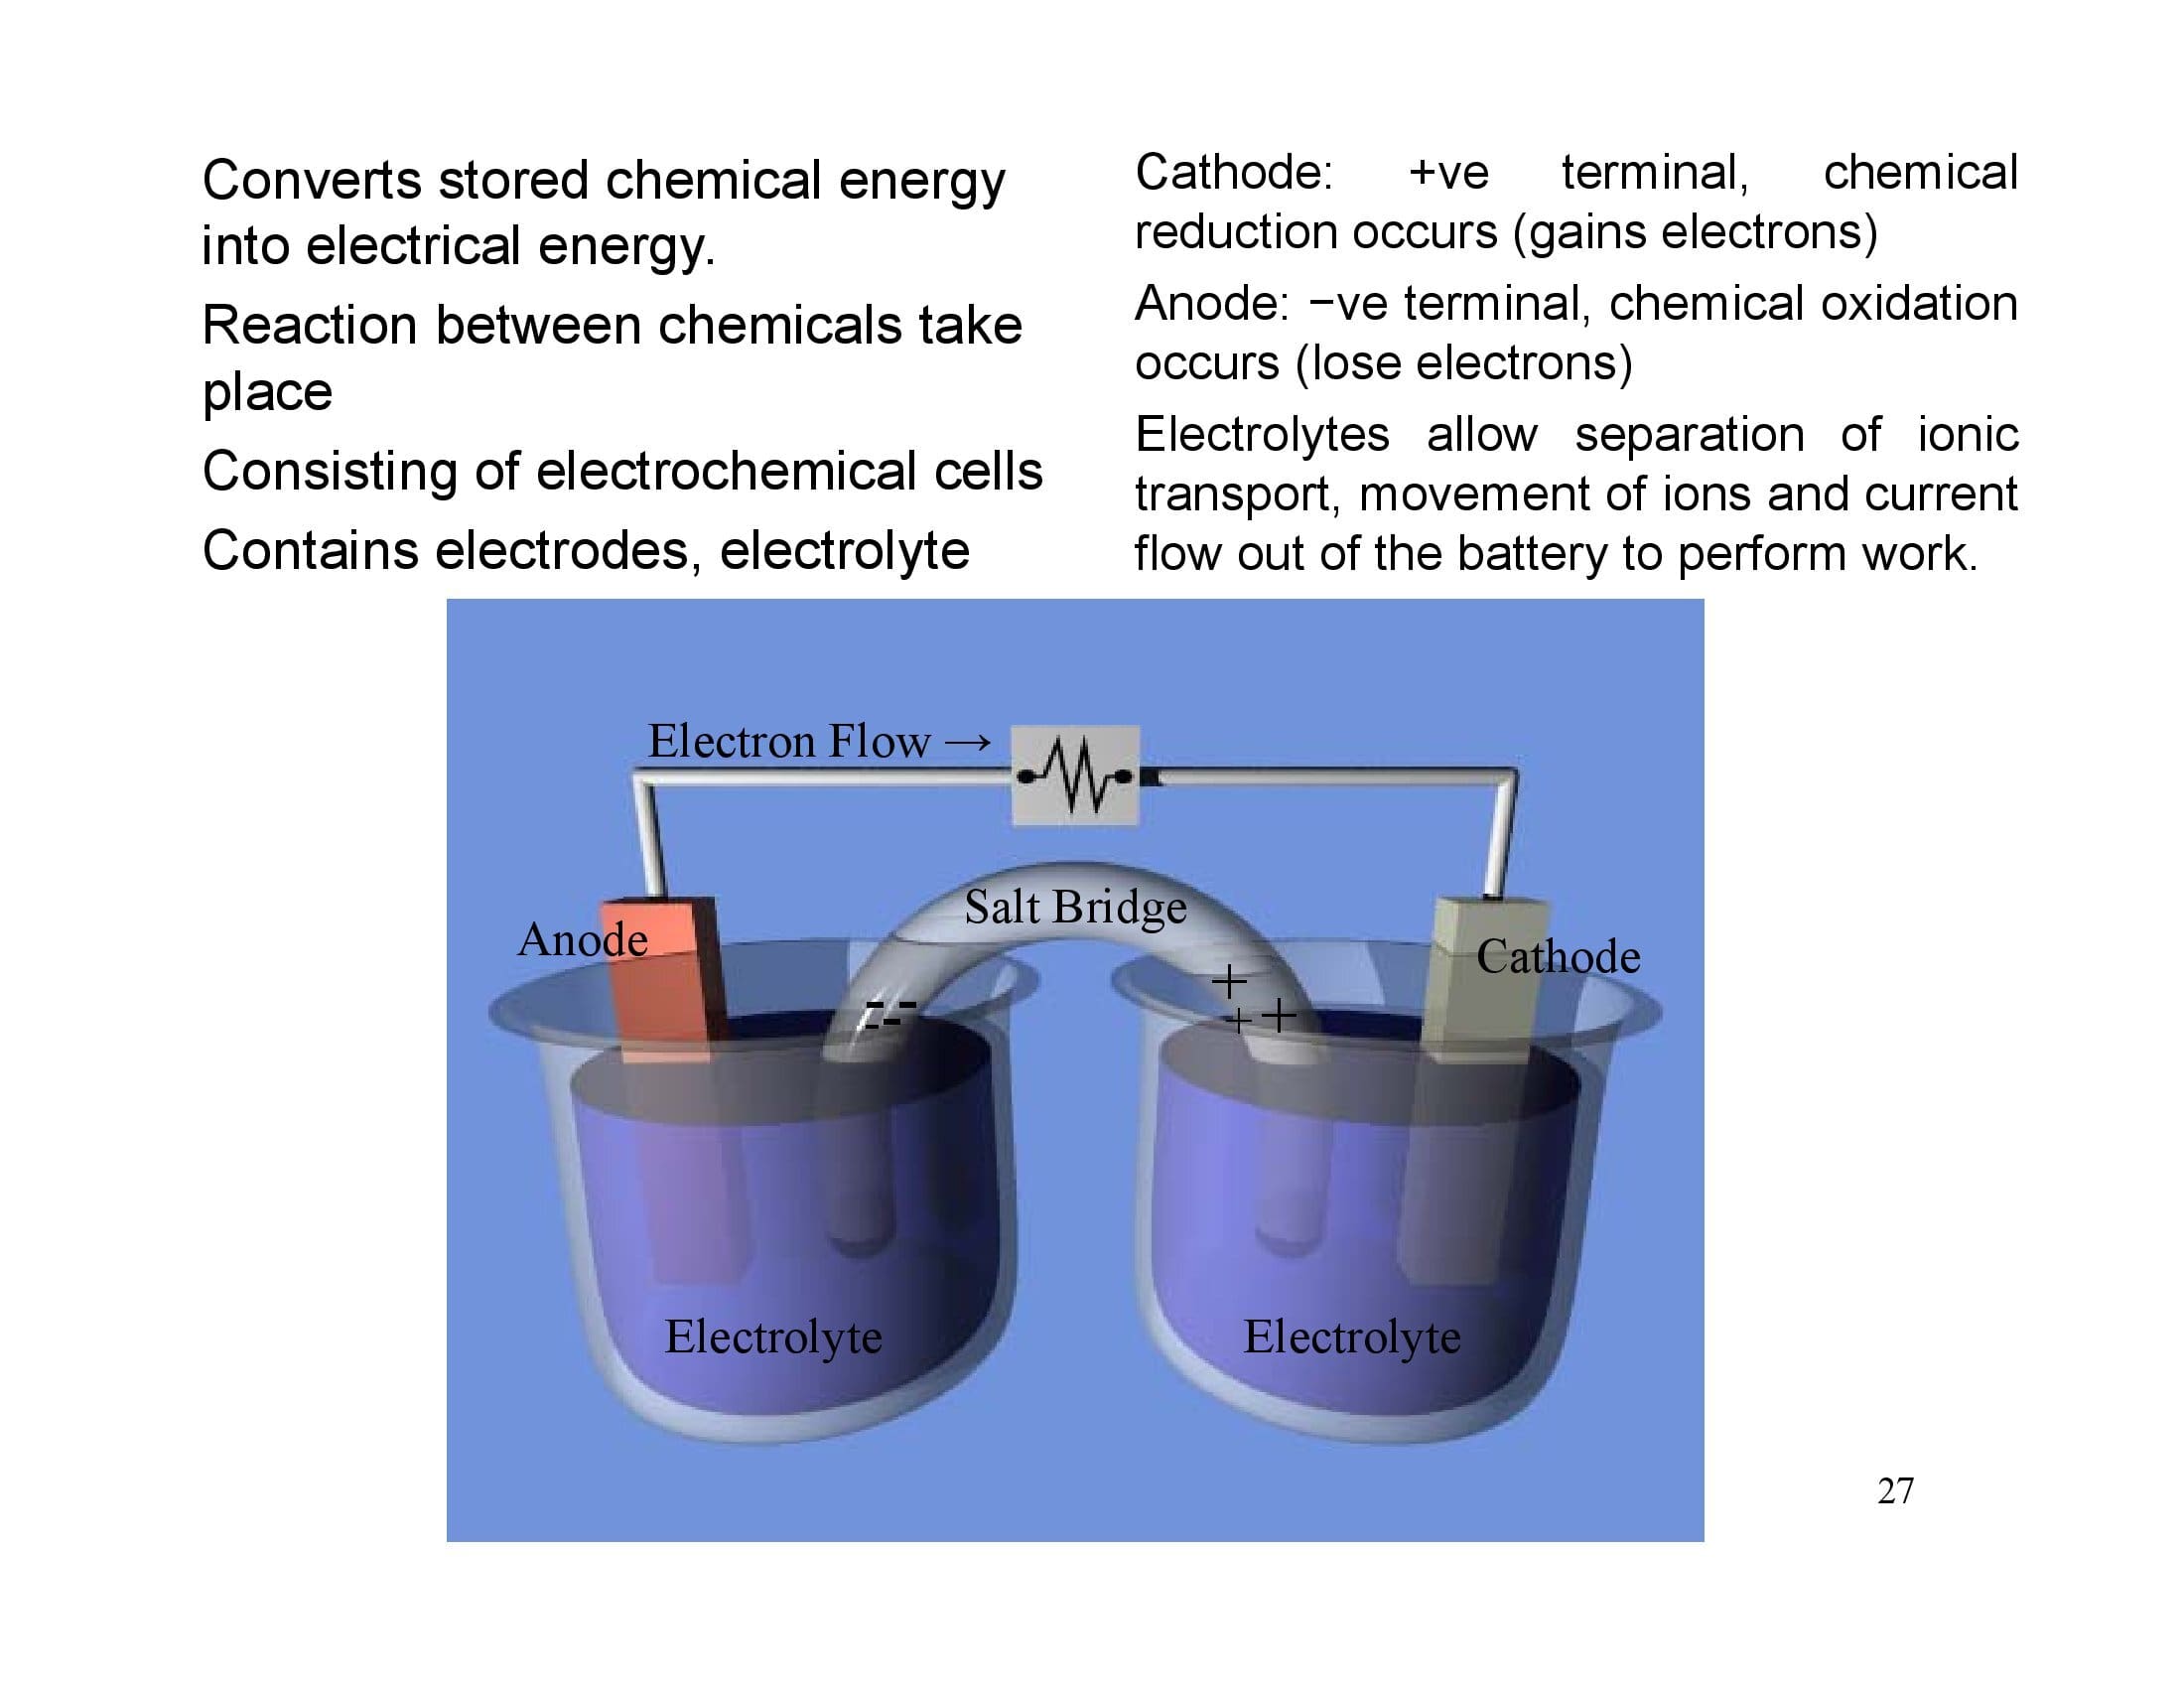 Converts stored chemical energy
into electrical energy.
Reaction between chemicals take
place
Consisting of electrochemical cells
Contains electrodes, electrolyte
Cathode: +ve terminal, chemical
reduction occurs (gains electrons)
Anode: −ve terminal, chemical oxidation
occurs (lose electrons)
Electrolytes allow separation of ionic
transport, movement of ions and current
flow out of the battery to perform work.
Electron Flow →
Salt Bridge
Anode
Cathode
- - - -
+ + +
Electrolyte
Electrolyte
27